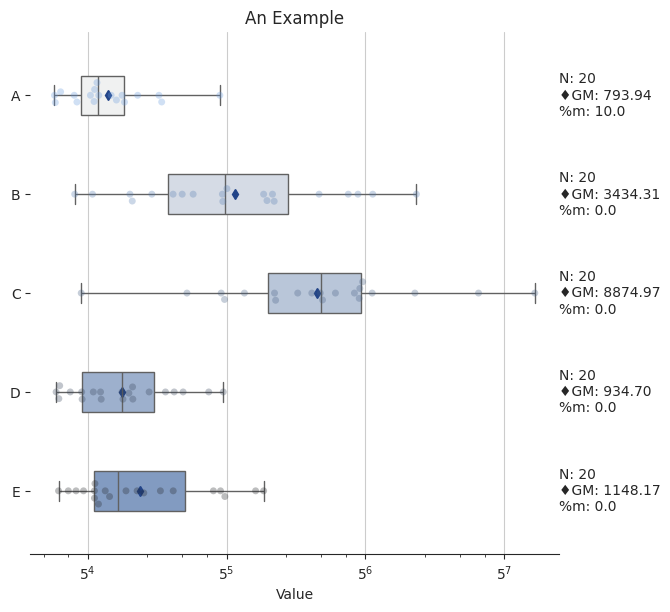 An Example
A
N: 20
♦GM: 793.94
%m: 10.0
B
N: 20
♦GM: 3434.31
%m: 0.0
C
N: 20
♦GM: 8874.97
%m: 0.0
D
N: 20
♦GM: 934.70
%m: 0.0
E
N: 20
♦GM: 1148.17
%m: 0.0
5⁴ 5⁵ 5⁶ 5⁷
Value